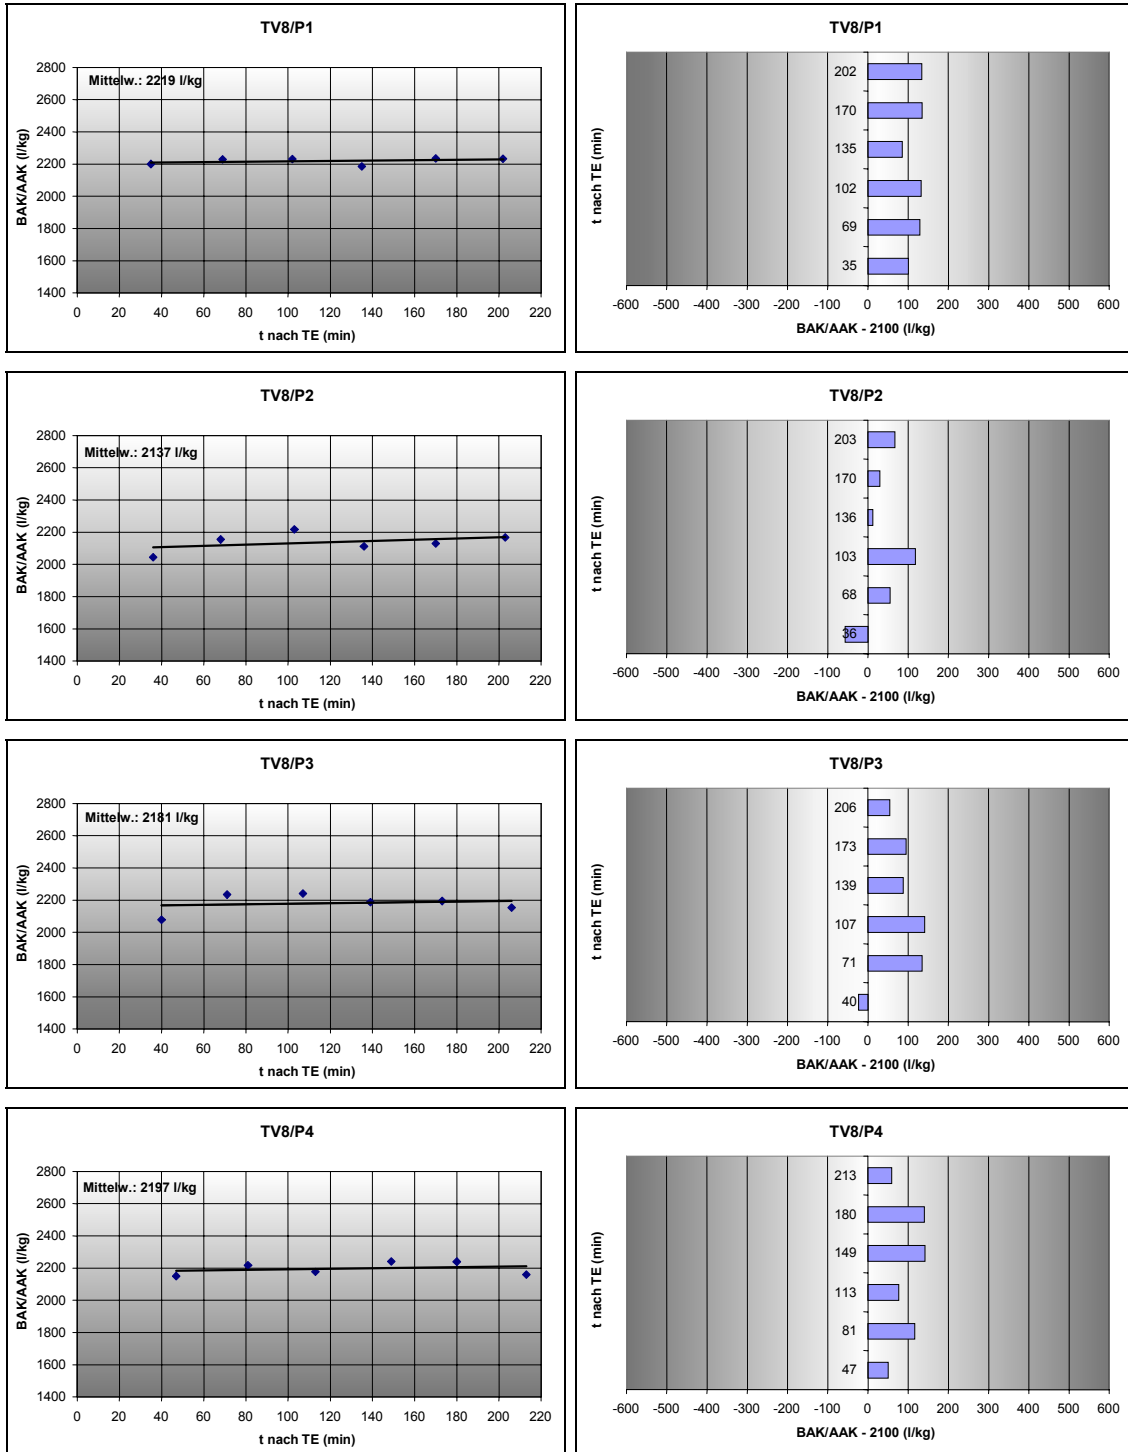 TV8/P1
Mittelw.: 2219 l/kg
BAK/AAK (l/kg)
2800
2600
2400
2200
2000
1800
1600
1400
0 20 40 60 80 100 120 140 160 180 200 220
t nach TE (min)
TV8/P1
t nach TE (min)
202
170
135
102
69
35
-600 -500 -400 -300 -200 -100 0 100 200 300 400 500 600
BAK/AAK - 2100 (l/kg)
TV8/P2
Mittelw.: 2137 l/kg
BAK/AAK (l/kg)
2800
2600
2400
2200
2000
1800
1600
1400
0 20 40 60 80 100 120 140 160 180 200 220
t nach TE (min)
TV8/P2
t nach TE (min)
203
170
136
103
68
36
-600 -500 -400 -300 -200 -100 0 100 200 300 400 500 600
BAK/AAK - 2100 (l/kg)
TV8/P3
Mittelw.: 2181 l/kg
BAK/AAK (l/kg)
2800
2600
2400
2200
2000
1800
1600
1400
0 20 40 60 80 100 120 140 160 180 200 220
t nach TE (min)
TV8/P3
t nach TE (min)
206
173
139
107
71
40
-600 -500 -400 -300 -200 -100 0 100 200 300 400 500 600
BAK/AAK - 2100 (l/kg)
TV8/P4
Mittelw.: 2197 l/kg
BAK/AAK (l/kg)
2800
2600
2400
2200
2000
1800
1600
1400
0 20 40 60 80 100 120 140 160 180 200 220
t nach TE (min)
TV8/P4
t nach TE (min)
213
180
149
113
81
47
-600 -500 -400 -300 -200 -100 0 100 200 300 400 500 600
BAK/AAK - 2100 (l/kg)